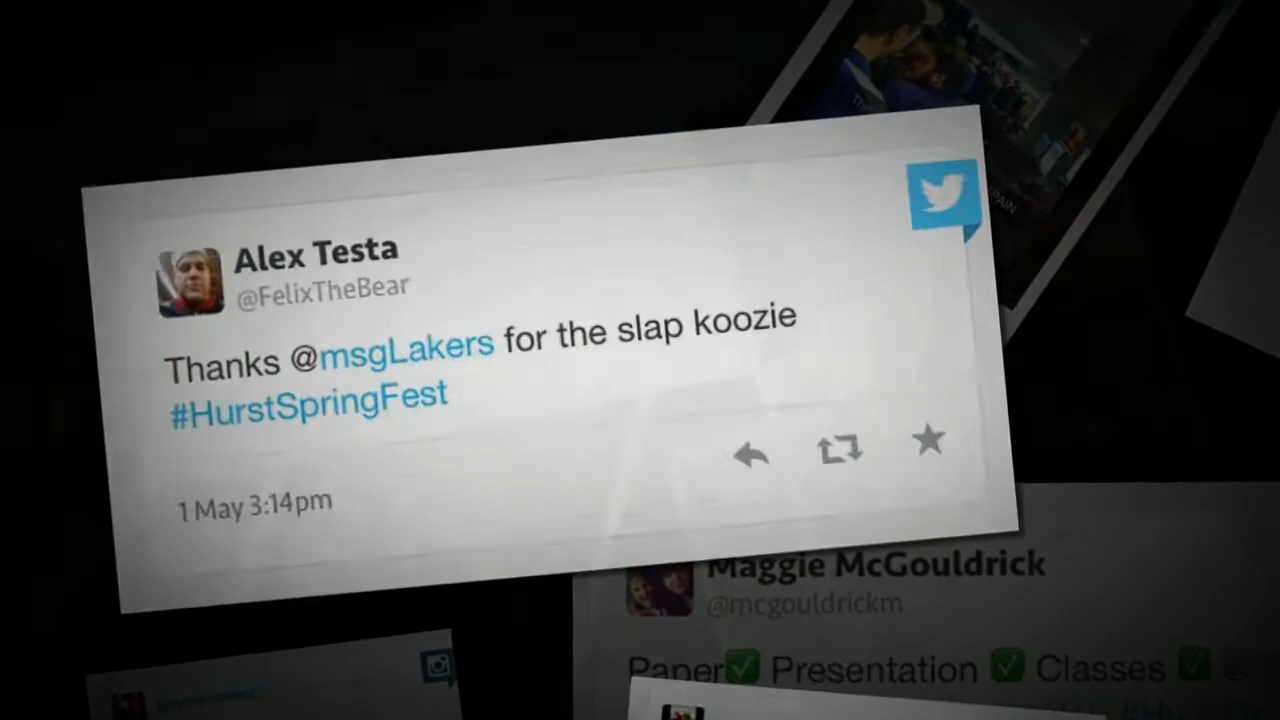 Alex Testa
@FelixTheBear
Thanks @msgLakers for the slap koozie
#HurstSpringFest
1 May 3:14pm
Maggie McGouldrick
@mcgouldrickm
Paper✅ Presentation ✅ Classes ✅
PAIN